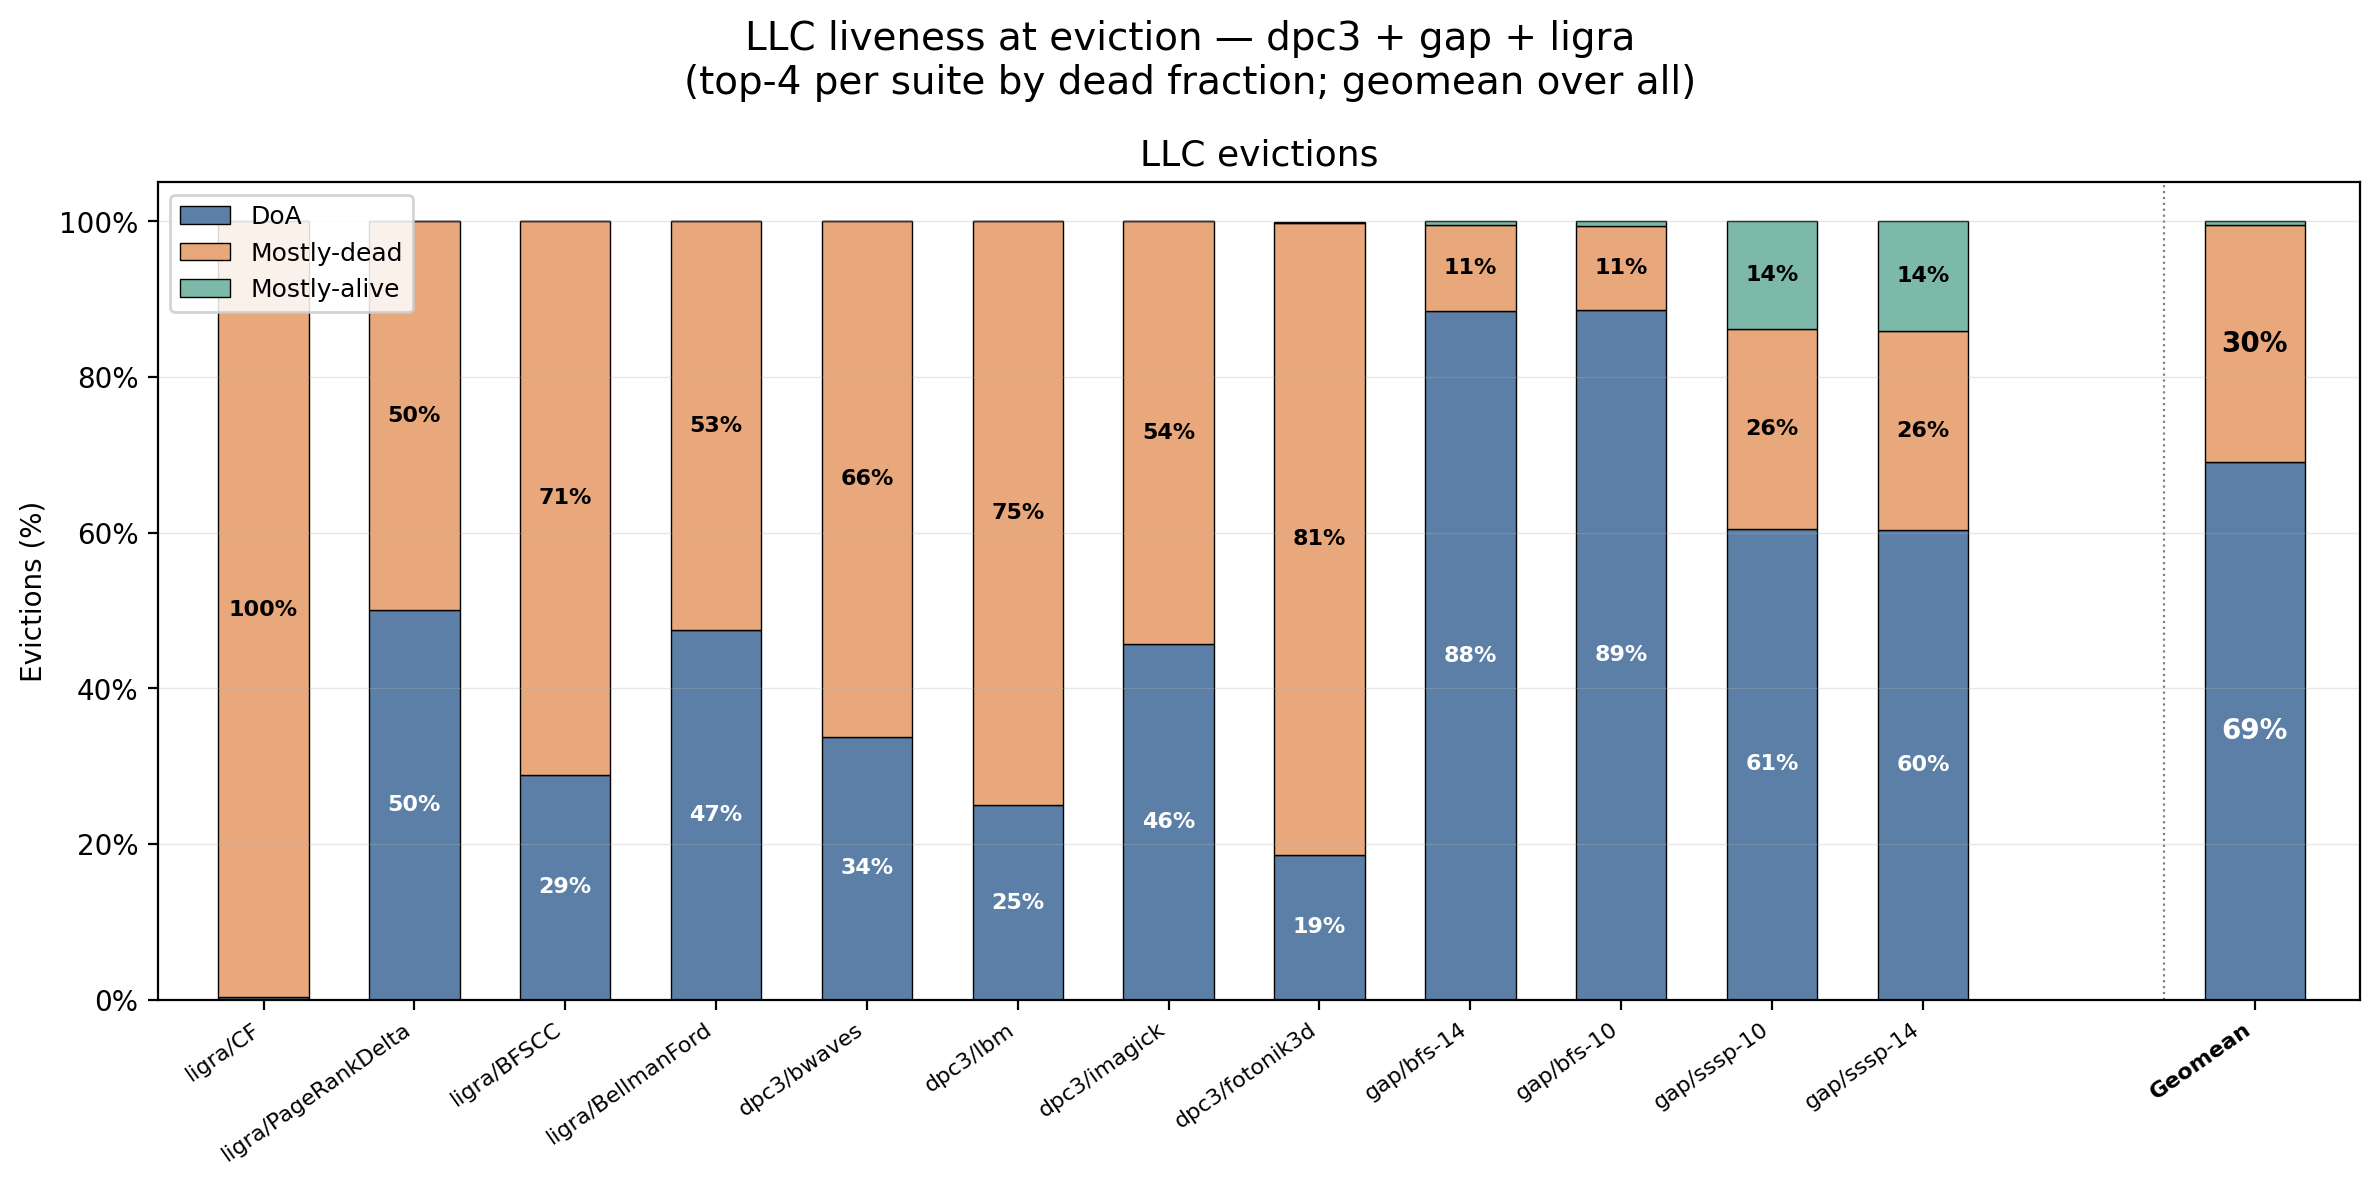 LLC liveness at eviction — dpc3 + gap + ligra
(top-4 per suite by dead fraction; geomean over all)
LLC evictions
DoA
Mostly-dead
Mostly-alive
Evictions (%)
100%
80%
60%
40%
20%
0%
100%
50%
50%
71%
29%
53%
47%
66%
34%
75%
25%
54%
46%
81%
19%
11%
88%
11%
89%
14%
26%
61%
14%
26%
60%
30%
69%
ligra/CF
ligra/PageRankDelta
ligra/BFSCC
ligra/BellmanFord
dpc3/bwaves
dpc3/lbm
dpc3/imagick
dpc3/fotonik3d
gap/bfs-14
gap/bfs-10
gap/sssp-10
gap/sssp-14
Geomean